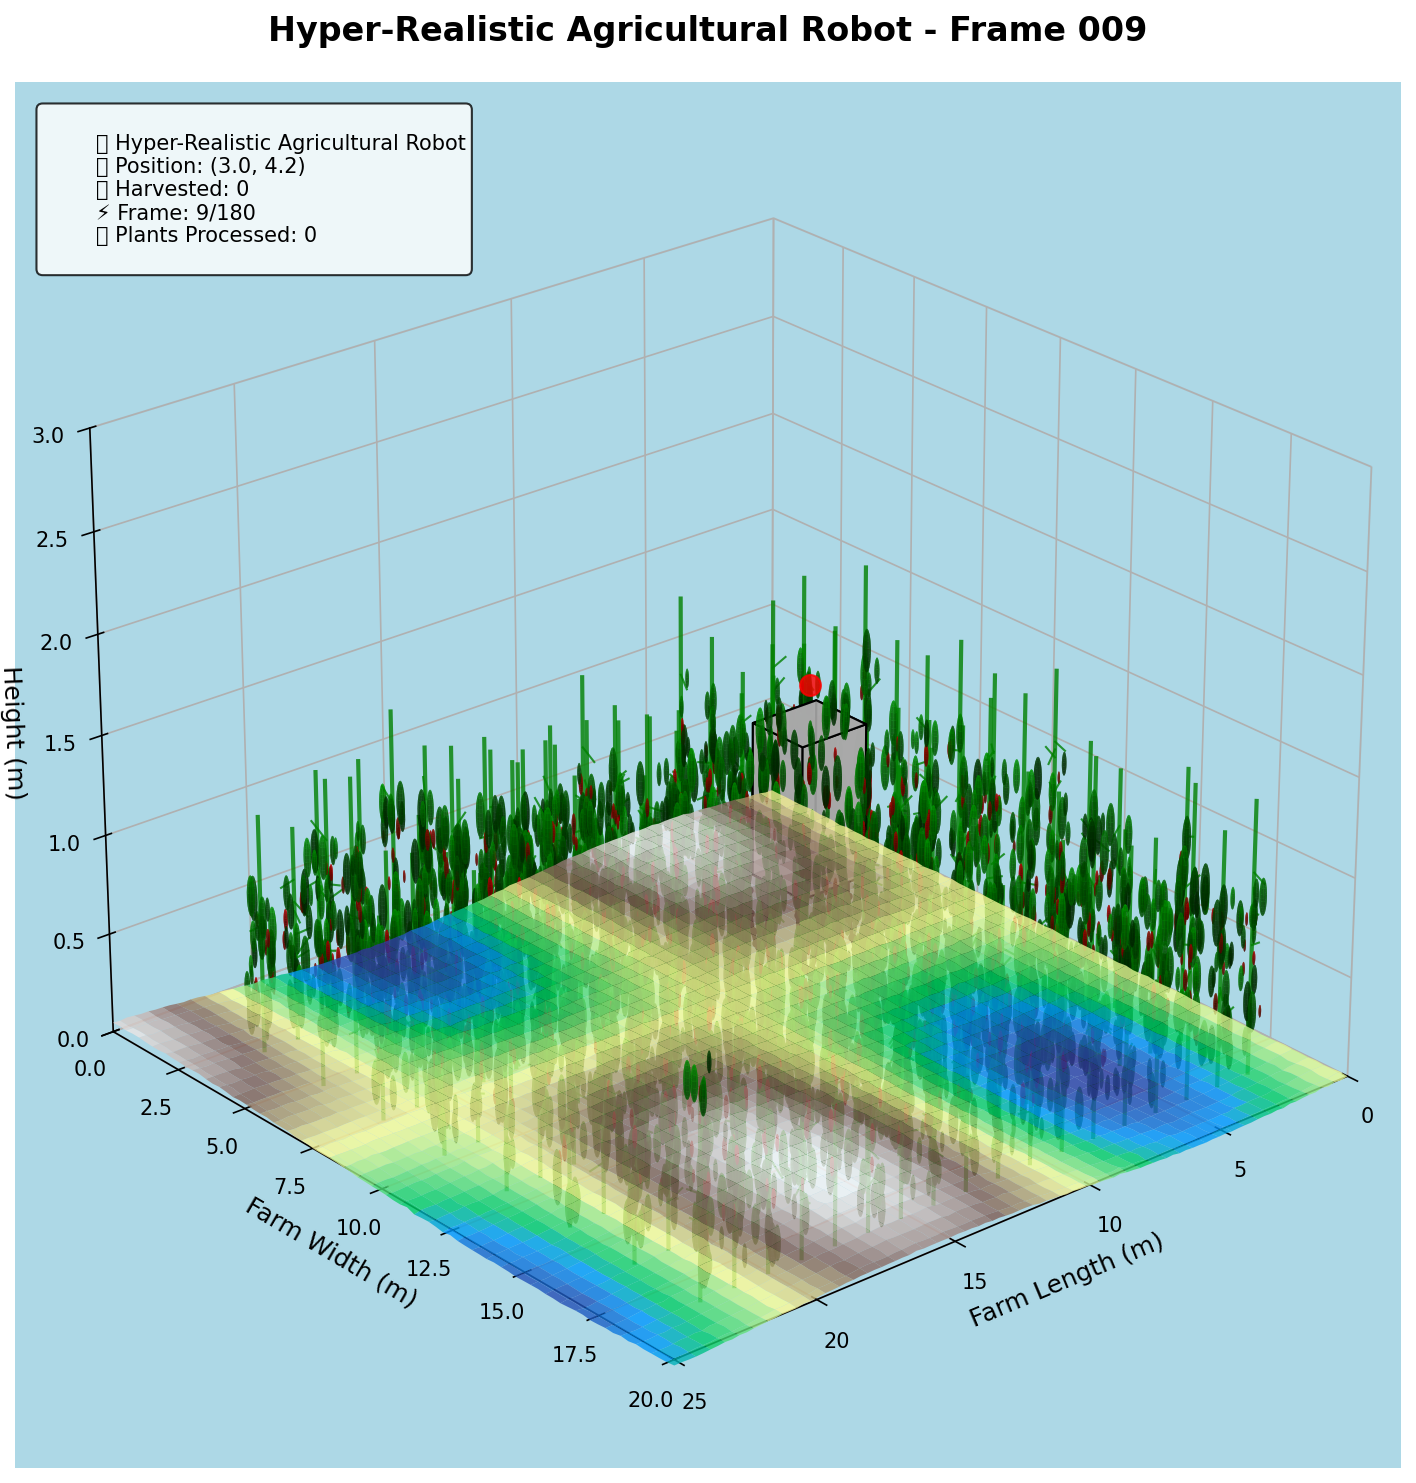 Hyper-Realistic Agricultural Robot - Frame 009
Hyper-Realistic Agricultural Robot
Position: (3.0, 4.2)
Harvested: 0
⚡ Frame: 9/180
Plants Processed: 0
3.0
2.5
2.0
1.5
1.0
0.5
0.0
Height (m)
0.0
2.5
5.0
7.5
10.0
12.5
15.0
17.5
20.0
Farm Width (m)
0
5
10
15
20
25
Farm Length (m)